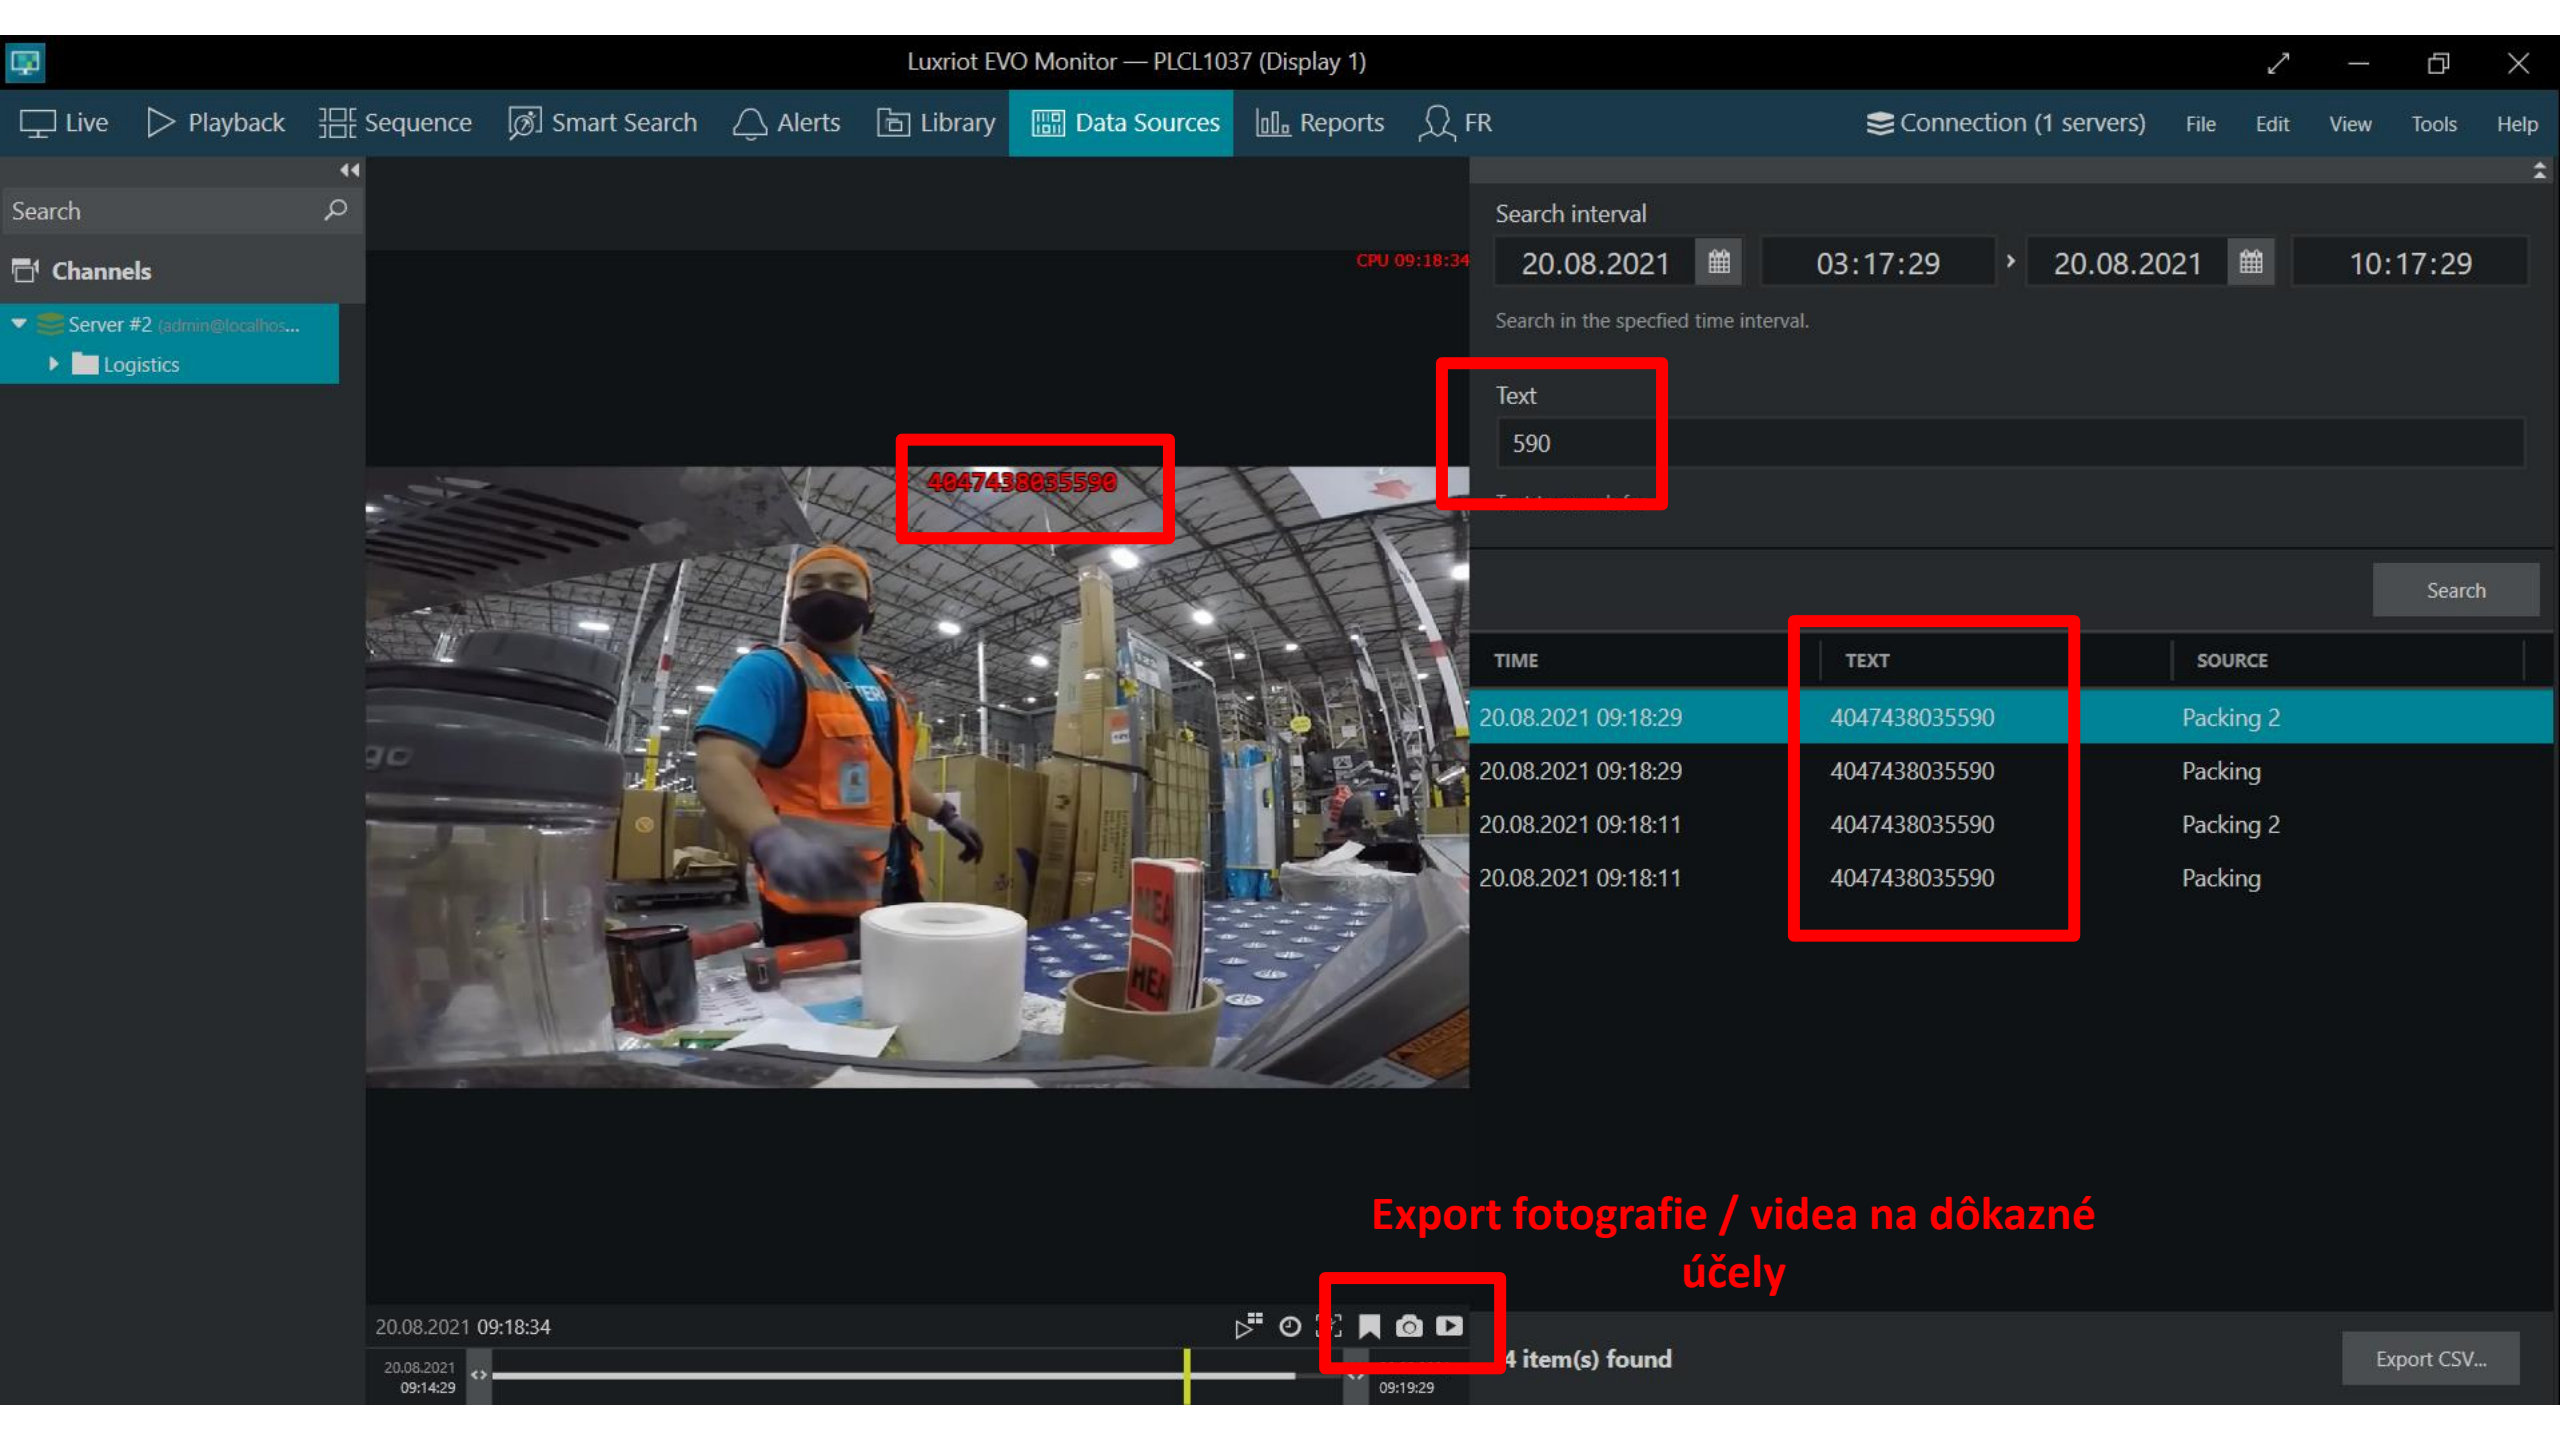 Luxriot EVO Monitor — PLCL1037 (Display 1)
Live Playback Sequence Smart Search Alerts Library Data Sources Reports FR Connection (1 servers) File Edit View Tools Help
Search
Channels
Server #2 (admin@localhos...
Logistics
CPU 09:18:34
4047438035590
Search interval
20.08.2021 03:17:29 › 20.08.2021 10:17:29
Search in the specfied time interval.
Text
590
Search
TIME TEXT SOURCE
20.08.2021 09:18:29 4047438035590 Packing 2
20.08.2021 09:18:29 4047438035590 Packing
20.08.2021 09:18:11 4047438035590 Packing 2
20.08.2021 09:18:11 4047438035590 Packing
HEA
HEA
Export fotografie / videa na dôkazné
účely
20.08.2021 09:18:34
20.08.2021
09:14:29
09:19:29
4 item(s) found
Export CSV...